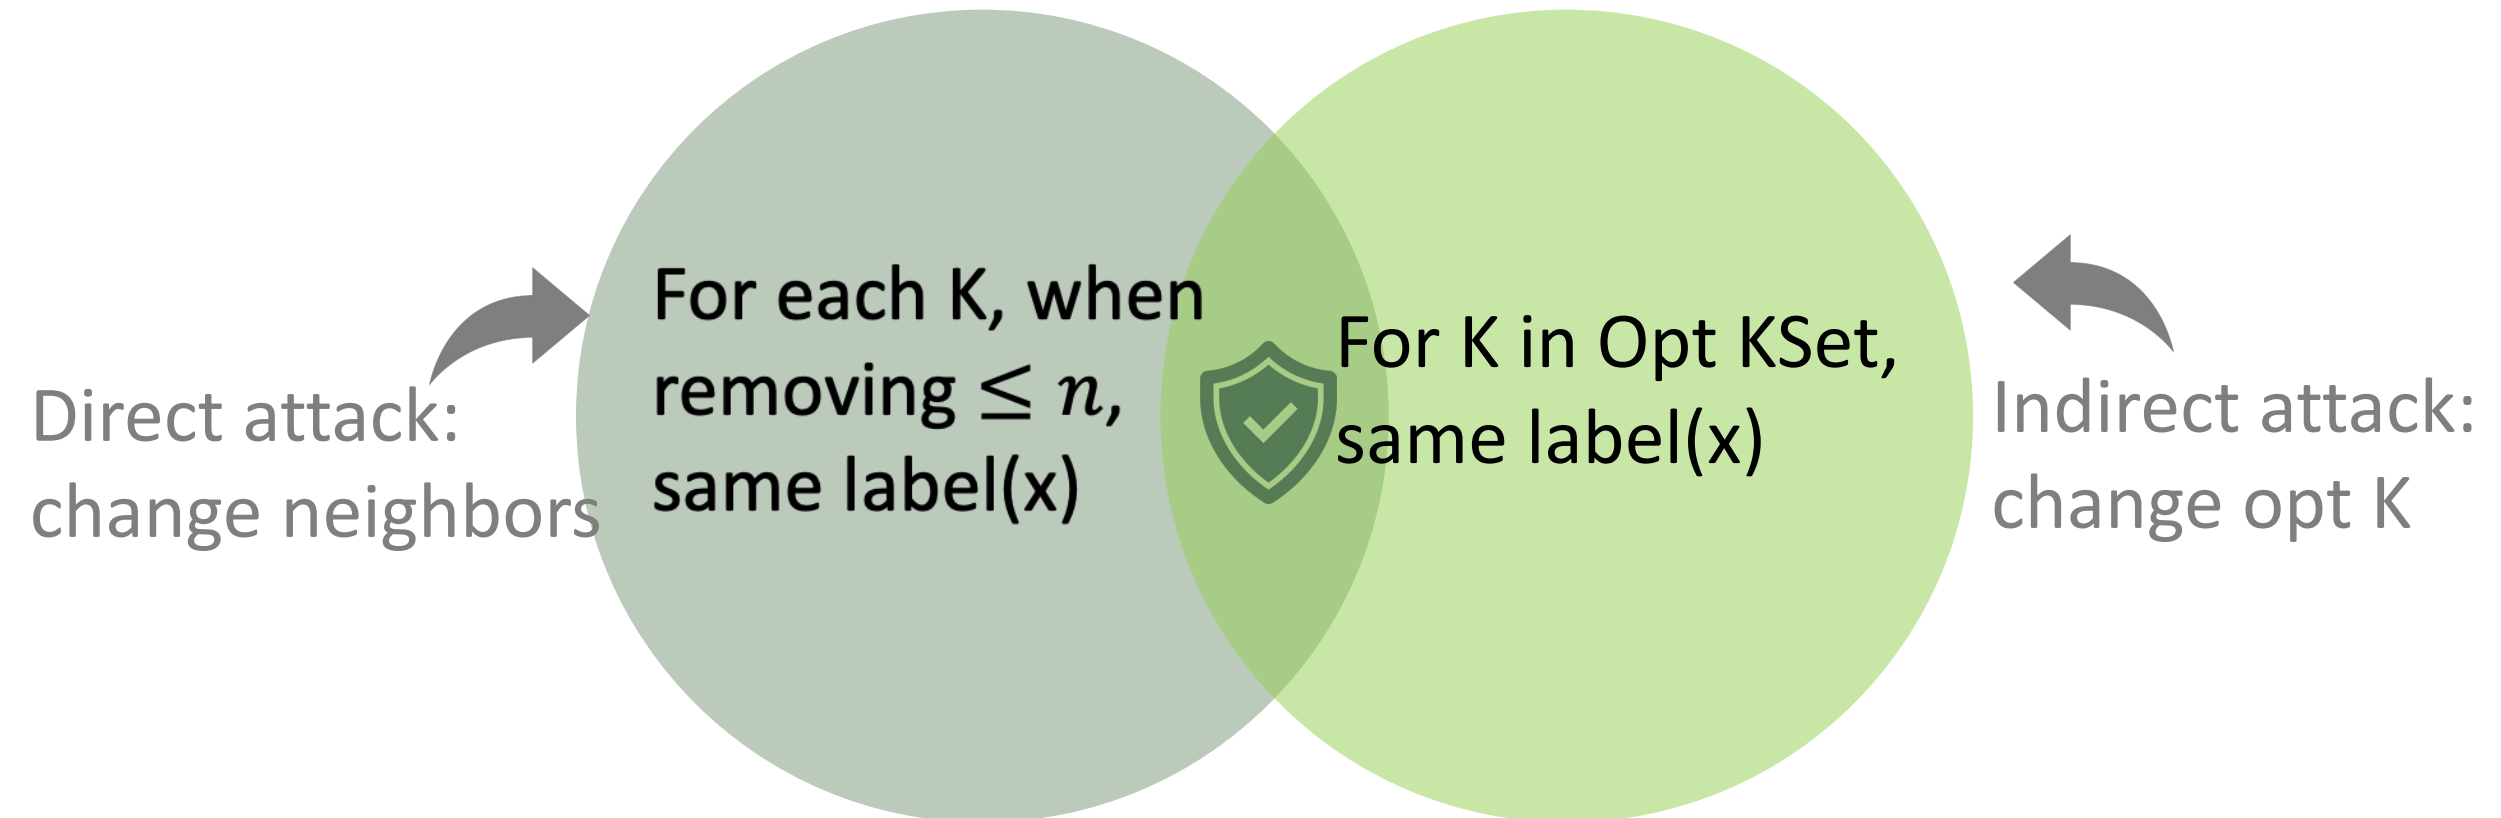 Direct attack:
change neighbors
For each K, when
removing ≤ n,
same label(x)
For K in Opt KSet,
same label(x)
Indirect attack:
change opt K